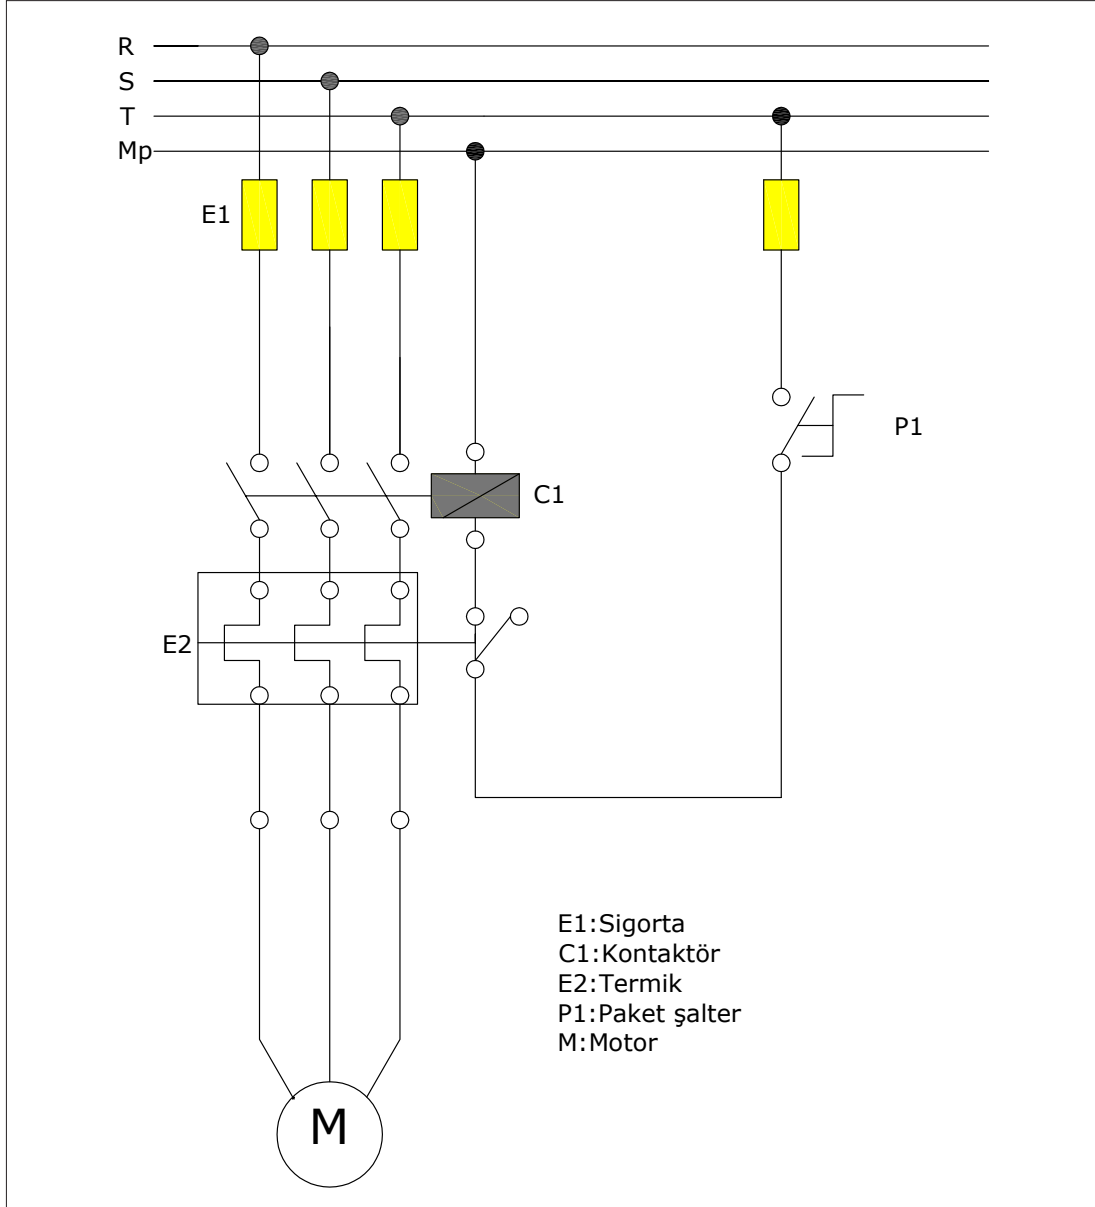 R
S
T
Mp
E1
P1
C1
E2
E1:Sigorta
C1:Kontaktör
E2:Termik
P1:Paket şalter
M:Motor
M